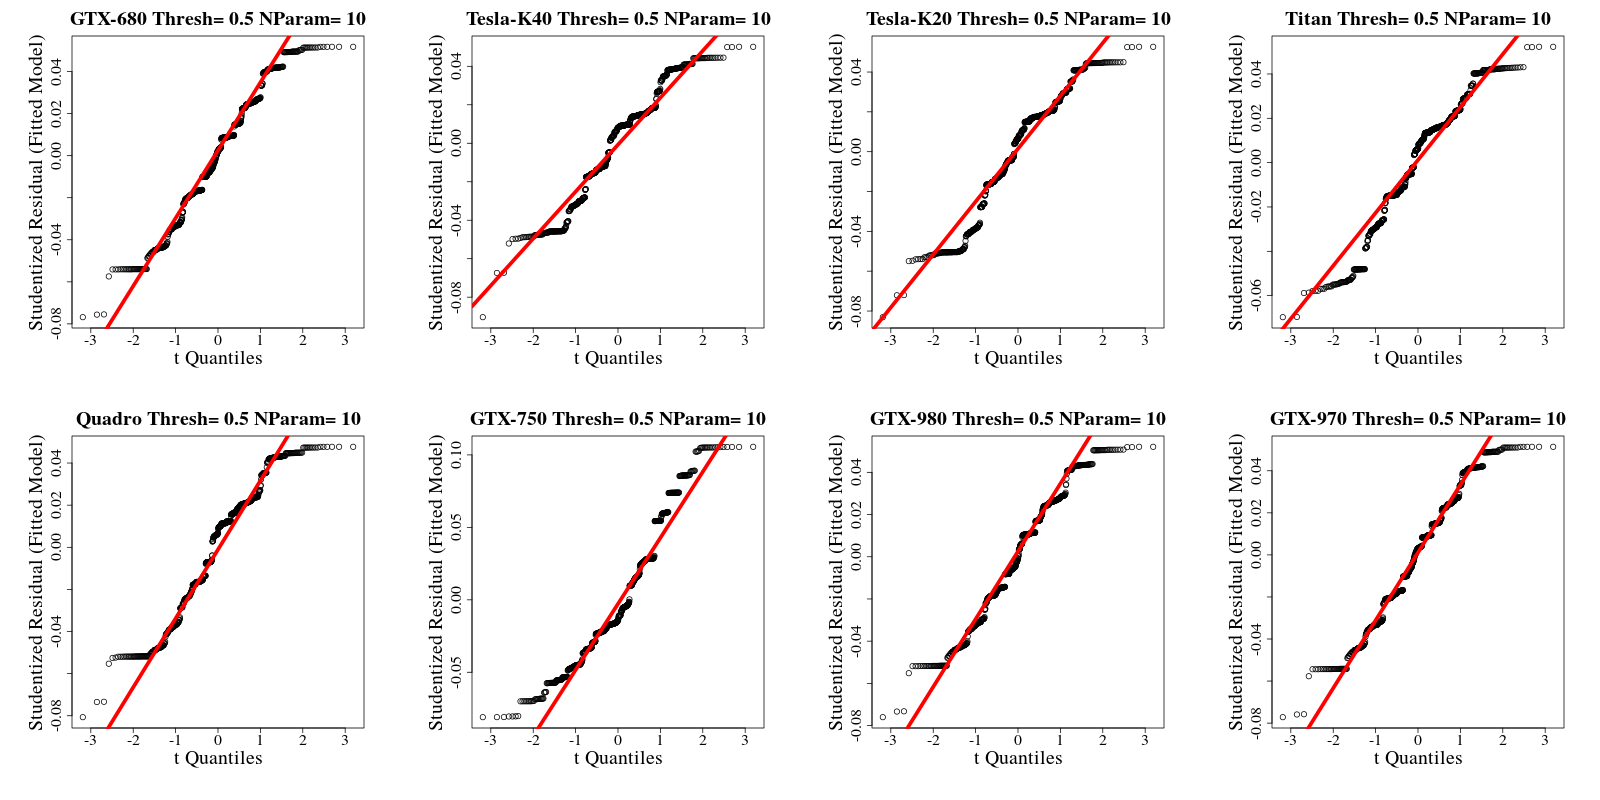 GTX-680 Thresh= 0.5 NParam= 10
Studentized Residual (Fitted Model)
-0.08 -0.04 0.00 0.02 0.04
-3 -2 -1 0 1 2 3
t Quantiles
Tesla-K40 Thresh= 0.5 NParam= 10
Studentized Residual (Fitted Model)
-0.08 -0.04 0.00 0.04
-3 -2 -1 0 1 2 3
t Quantiles
Tesla-K20 Thresh= 0.5 NParam= 10
Studentized Residual (Fitted Model)
-0.08 -0.04 0.00 0.04
-3 -2 -1 0 1 2 3
t Quantiles
Titan Thresh= 0.5 NParam= 10
Studentized Residual (Fitted Model)
-0.06 -0.02 0.00 0.02 0.04
-3 -2 -1 0 1 2 3
t Quantiles
Quadro Thresh= 0.5 NParam= 10
Studentized Residual (Fitted Model)
-0.08 -0.04 0.00 0.02 0.04
-3 -2 -1 0 1 2 3
t Quantiles
GTX-750 Thresh= 0.5 NParam= 10
Studentized Residual (Fitted Model)
-0.05 0.00 0.05 0.10
-3 -2 -1 0 1 2 3
t Quantiles
GTX-980 Thresh= 0.5 NParam= 10
Studentized Residual (Fitted Model)
-0.08 -0.04 0.00 0.02 0.04
-3 -2 -1 0 1 2 3
t Quantiles
GTX-970 Thresh= 0.5 NParam= 10
Studentized Residual (Fitted Model)
-0.08 -0.04 0.00 0.02 0.04
-3 -2 -1 0 1 2 3
t Quantiles